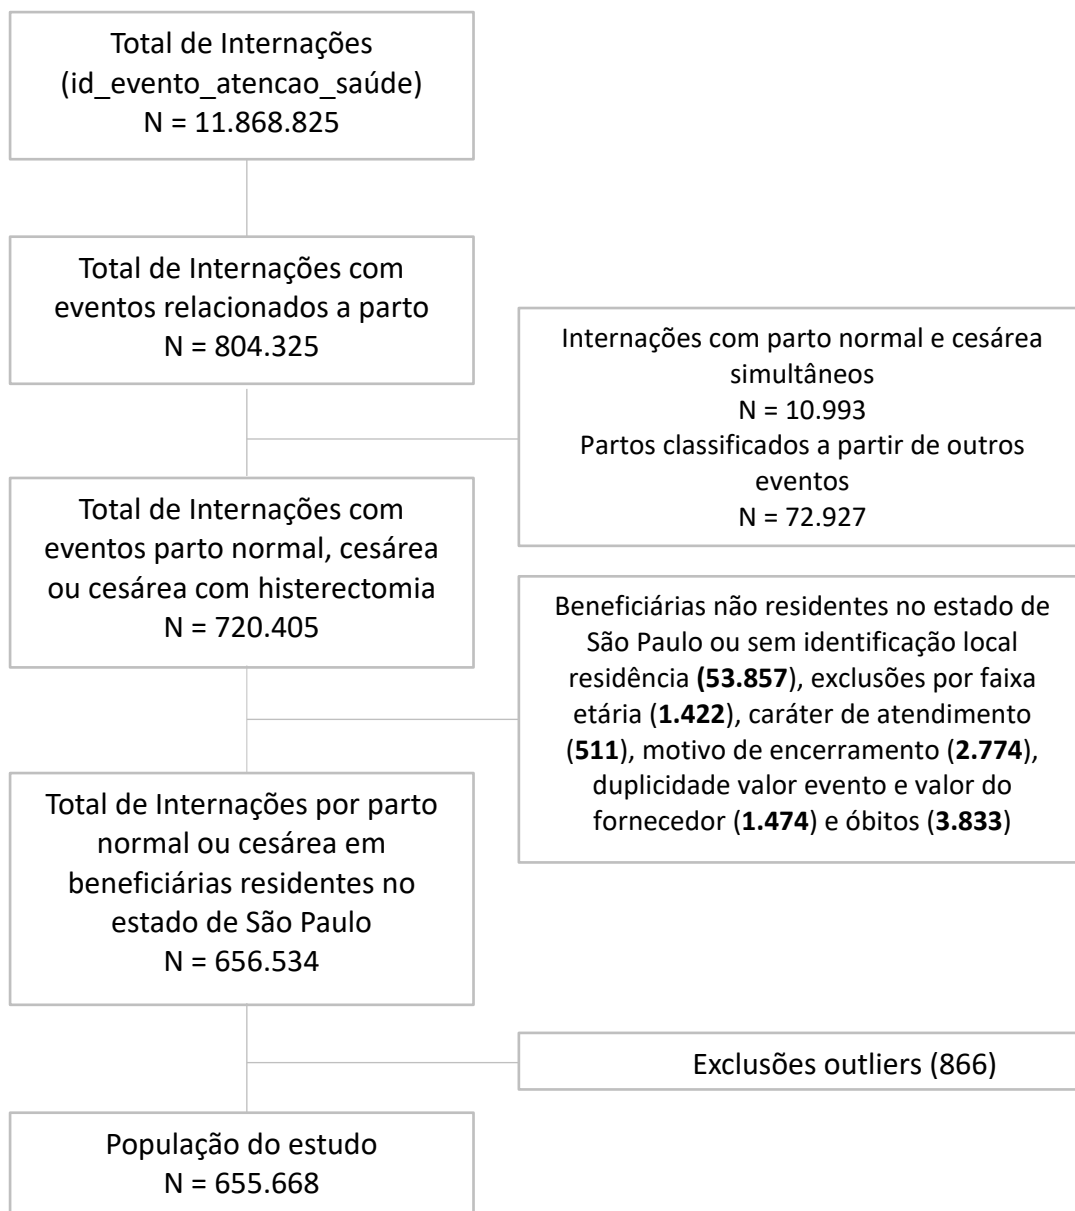 Total de Internações
(id_evento_atencao_saúde)
N = 11.868.825
Total de Internações com
eventos relacionados a parto
N = 804.325
Internações com parto normal e cesárea
simultâneos
N = 10.993
Partos classificados a partir de outros
eventos
N = 72.927
Total de Internações com
eventos parto normal, cesárea
ou cesárea com histerectomia
N = 720.405
Beneficiárias não residentes no estado de
São Paulo ou sem identificação local
residência (53.857), exclusões por faixa
etária (1.422), caráter de atendimento
(511), motivo de encerramento (2.774),
duplicidade valor evento e valor do
fornecedor (1.474) e óbitos (3.833)
Total de Internações por parto
normal ou cesárea em
beneficiárias residentes no
estado de São Paulo
N = 656.534
Exclusões outliers (866)
População do estudo
N = 655.668